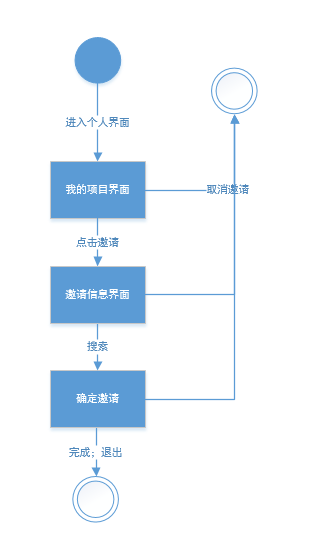 进入个人界面
我的项目界面
取消邀请
点击邀请
邀请信息界面
搜索
确定邀请
完成；退出